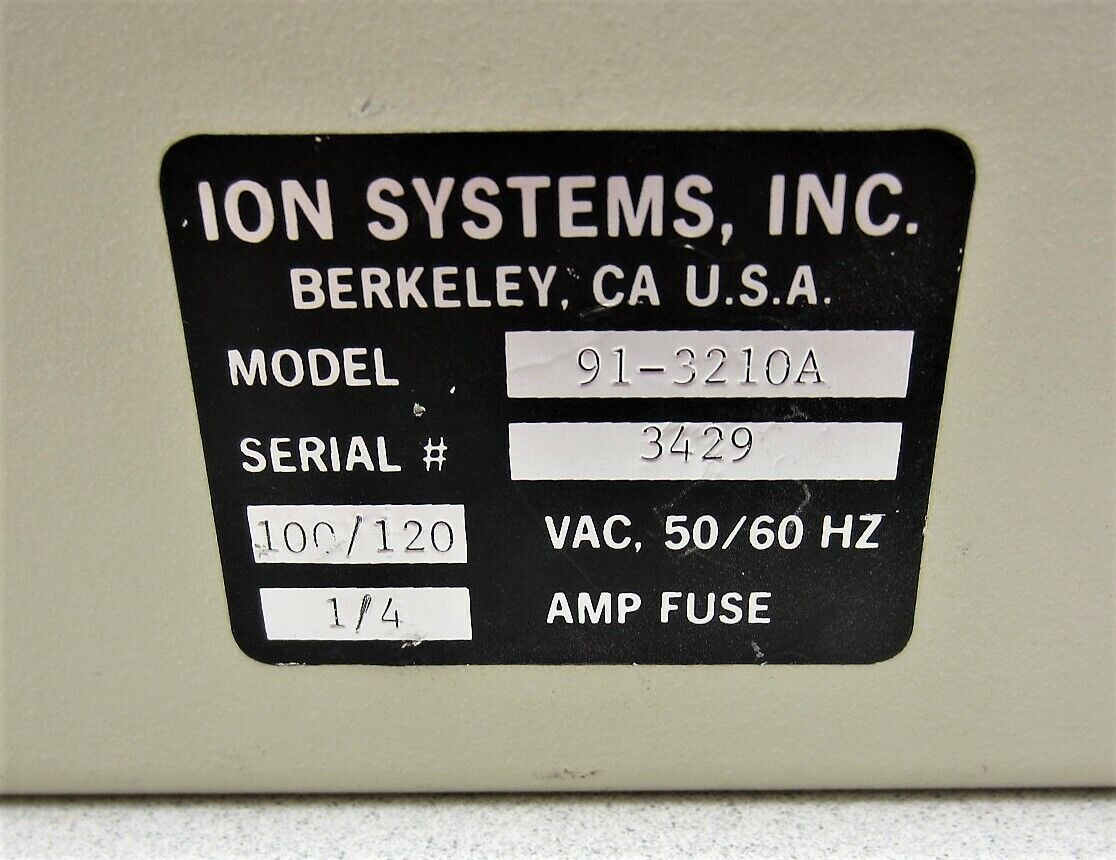 ION SYSTEMS, INC.
BERKELEY, CA U.S.A.
MODEL 91-3210A
SERIAL # 3429
100/120 VAC, 50/60 HZ
1/4 AMP FUSE